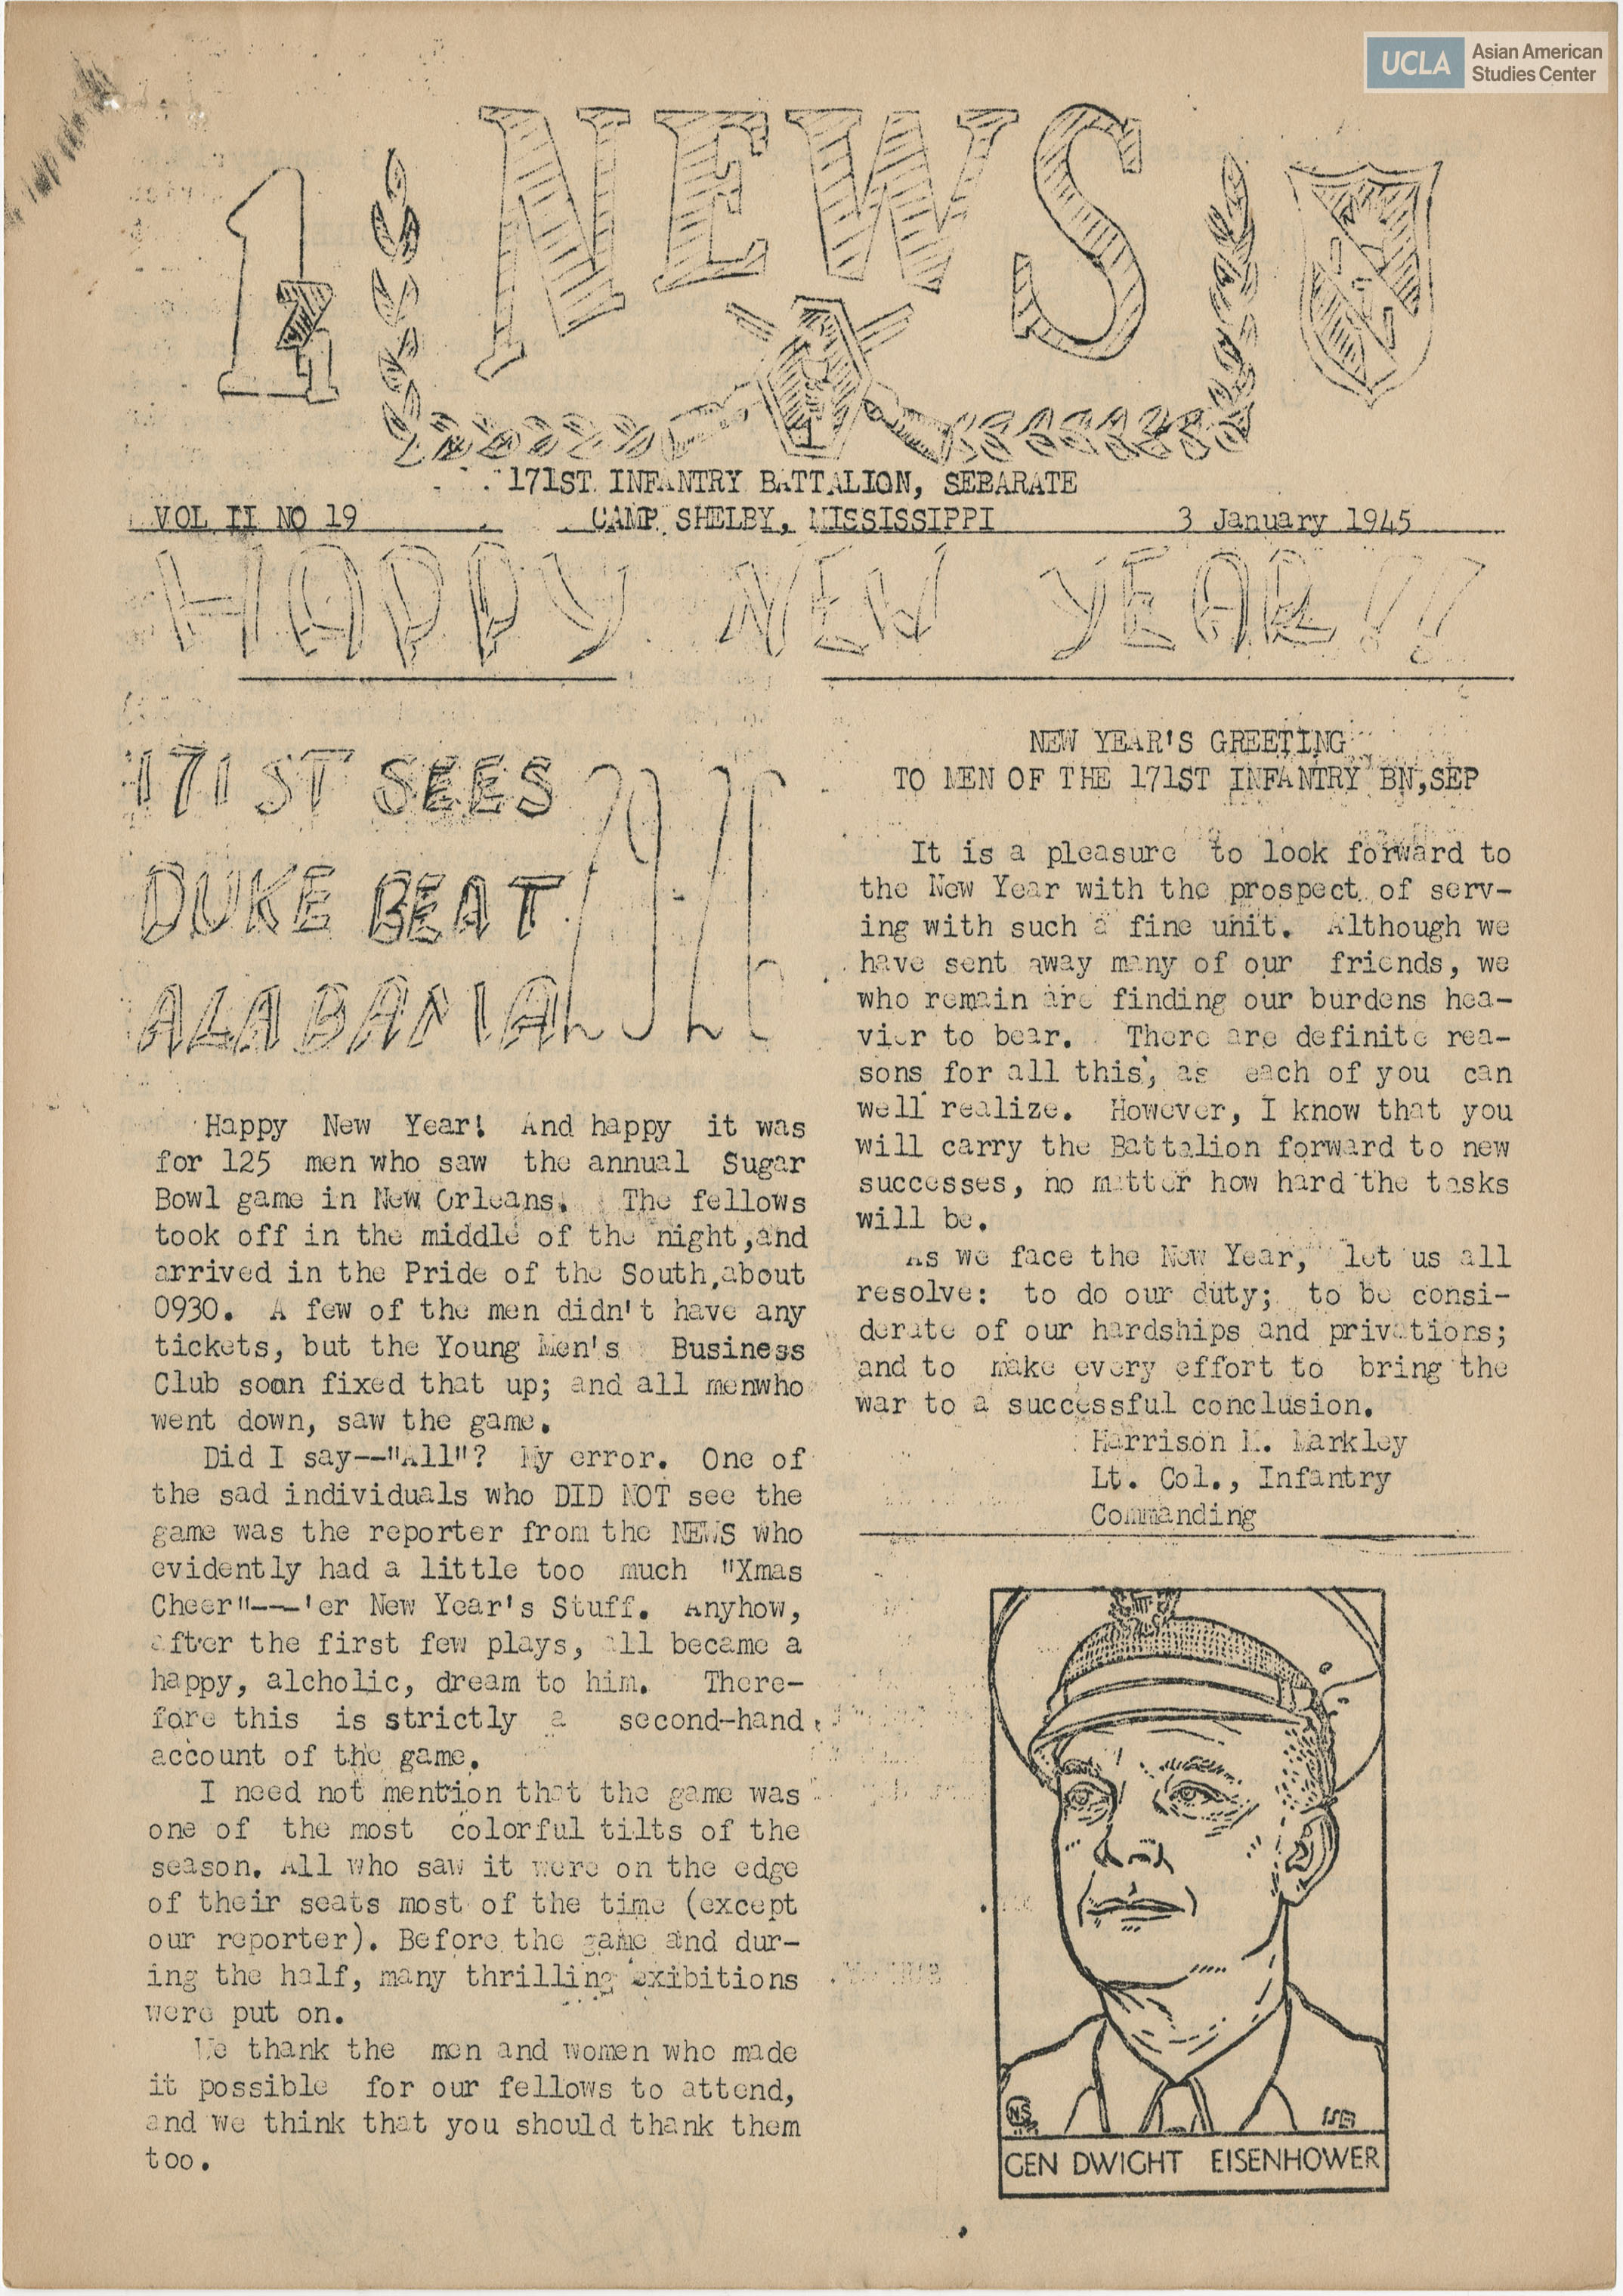 UCLA Asian American
Studies Center
171 NEWS
171ST INFANTRY BATTALION, SEPARATE
VOL II NO 19 CAMP SHELBY, MISSISSIPPI 3 January 1945
HAPPY NEW YEAR!!
171ST SEES
DUKE BEAT
ALABAMA
29-26
Happy New Year! And happy it was
for 125 men who saw the annual Sugar
Bowl game in New Orleans. The fellows
took off in the middle of the night,and
arrived in the Pride of the South,about
0930. A few of the men didn't have any
tickets, but the Young Men's Business
Club soon fixed that up; and all menwho
went down, saw the game.
Did I say--"All"? My error. One of
the sad individuals who DID NOT see the
game was the reporter from the NEWS who
evidently had a little too much "Xmas
Cheer"---'er New Year's Stuff. Anyhow,
after the first few plays, all became a
happy, alcholic, dream to him. There-
fore this is strictly a second-hand
account of the game.
I need not mention that the game was
one of the most colorful tilts of the
season. All who saw it were on the edge
of their seats most of the time (except
our reporter). Before the game and dur-
ing the half, many thrilling exibitions
were put on.
We thank the men and women who made
it possible for our fellows to attend,
and we think that you should thank them
too.
NEW YEAR'S GREETING
TO MEN OF THE 171ST INFANTRY BN,SEP
It is a pleasure to look forward to
the New Year with the prospect of serv-
ing with such a fine unit. Although we
have sent away many of our friends, we
who remain are finding our burdens hea-
vier to bear. There are definite rea-
sons for all this, as each of you can
well realize. However, I know that you
will carry the Battalion forward to new
successes, no matter how hard the tasks
will be.
As we face the New Year, let us all
resolve: to do our duty; to be consi-
derate of our hardships and privations;
and to make every effort to bring the
war to a successful conclusion.
Harrison M. Markley
Lt. Col., Infantry
Commanding
NS
GEN DWIGHT EISENHOWER